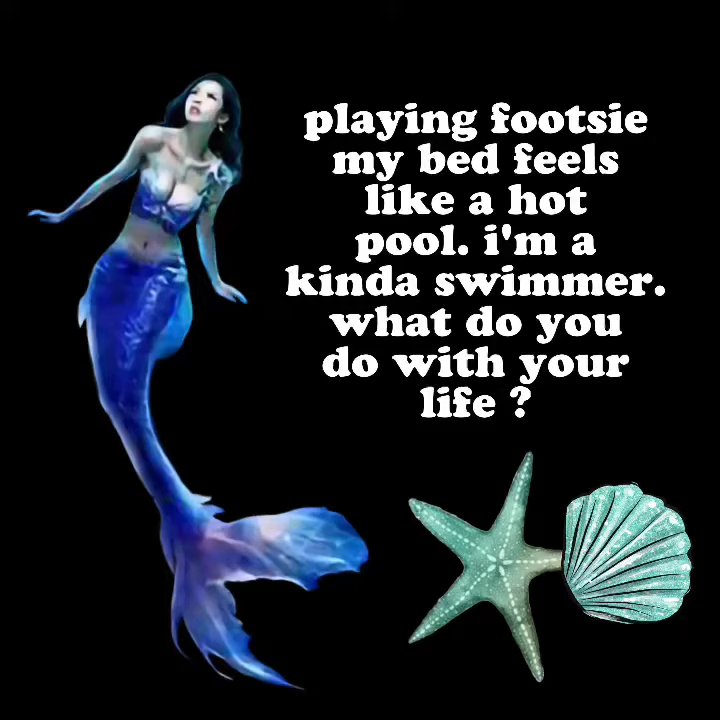 playing footsie
my bed feels
like a hot
pool. i'm a
kinda swimmer.
what do you
do with your
life ?